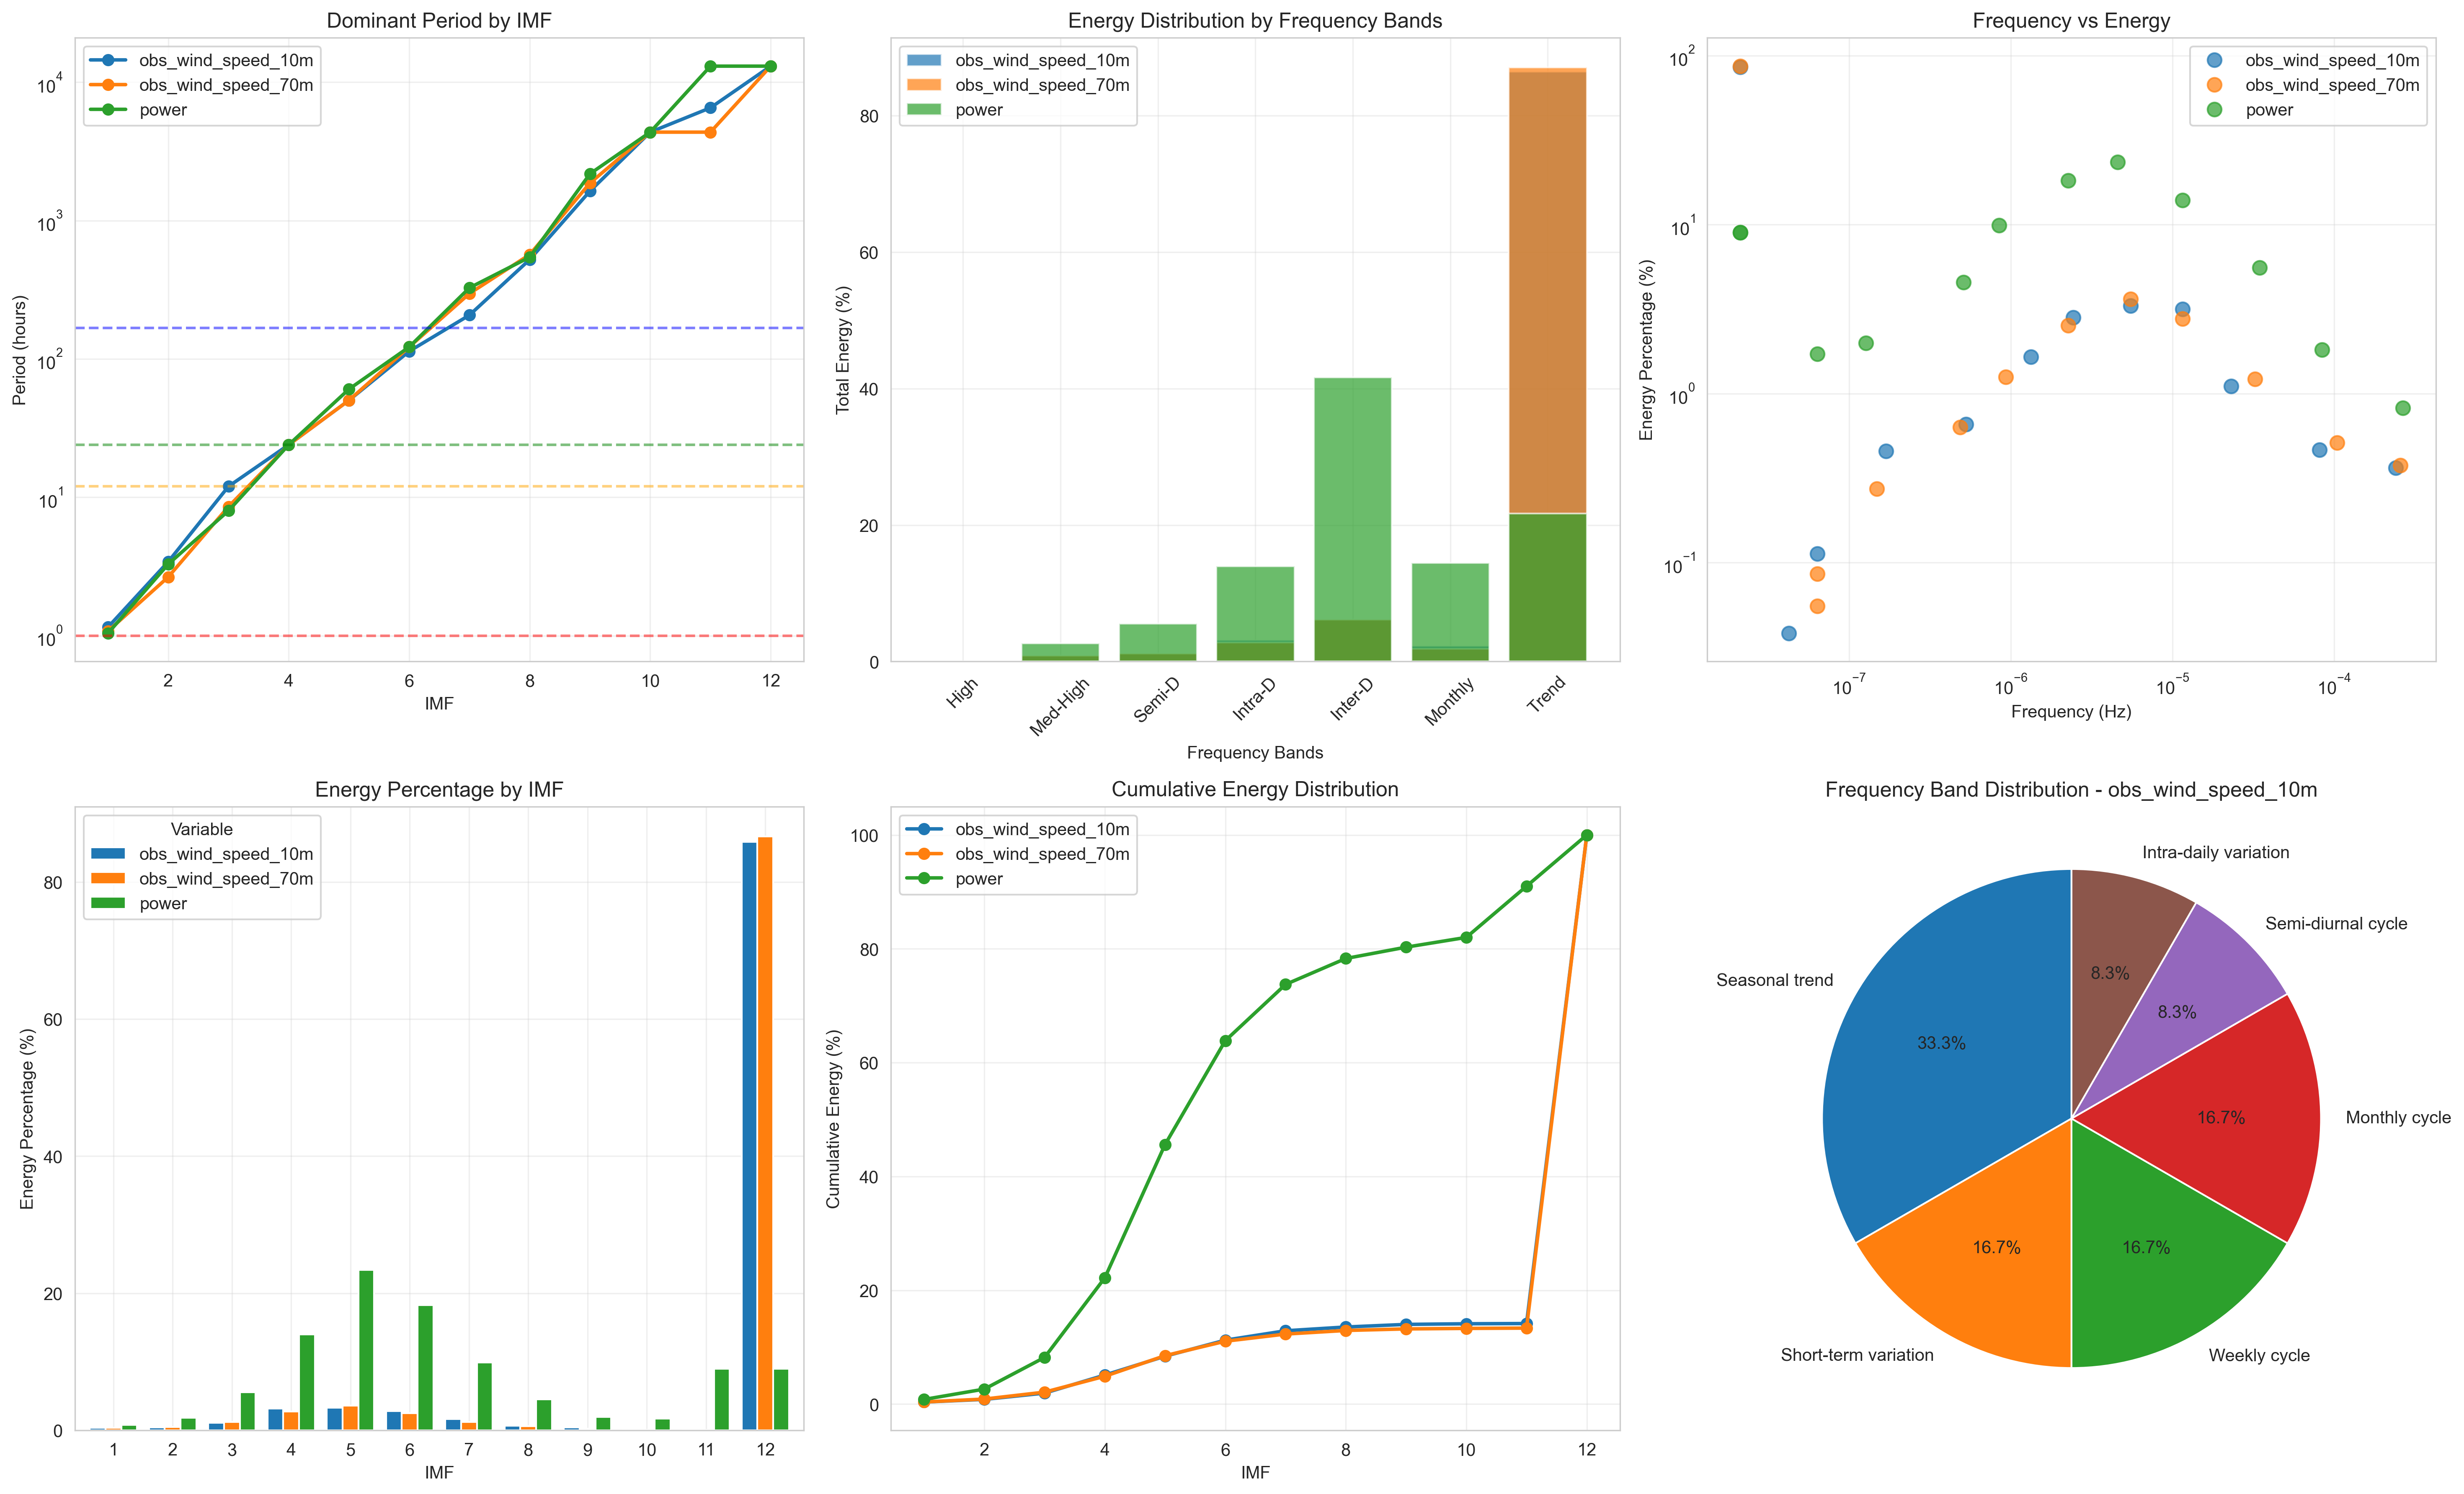 Dominant Period by IMF
obs_wind_speed_10m
obs_wind_speed_70m
power
Period (hours)
10^4
10^3
10^2
10^1
10^0
2 4 6 8 10 12
IMF
Energy Distribution by Frequency Bands
obs_wind_speed_10m
obs_wind_speed_70m
power
Total Energy (%)
80
60
40
20
0
High Med-High Semi-D Intra-D Inter-D Monthly Trend
Frequency Bands
Frequency vs Energy
obs_wind_speed_10m
obs_wind_speed_70m
power
Energy Percentage (%)
10^2
10^1
10^0
10^−1
10^−7 10^−6 10^−5 10^−4
Frequency (Hz)
Energy Percentage by IMF
Variable
obs_wind_speed_10m
obs_wind_speed_70m
power
Energy Percentage (%)
80
60
40
20
0
1 2 3 4 5 6 7 8 9 10 11 12
IMF
Cumulative Energy Distribution
obs_wind_speed_10m
obs_wind_speed_70m
power
Cumulative Energy (%)
100
80
60
40
20
0
2 4 6 8 10 12
IMF
Frequency Band Distribution - obs_wind_speed_10m
Intra-daily variation
Semi-diurnal cycle
Seasonal trend
8.3%
8.3%
33.3%
16.7%
Monthly cycle
16.7%
16.7%
Short-term variation
Weekly cycle